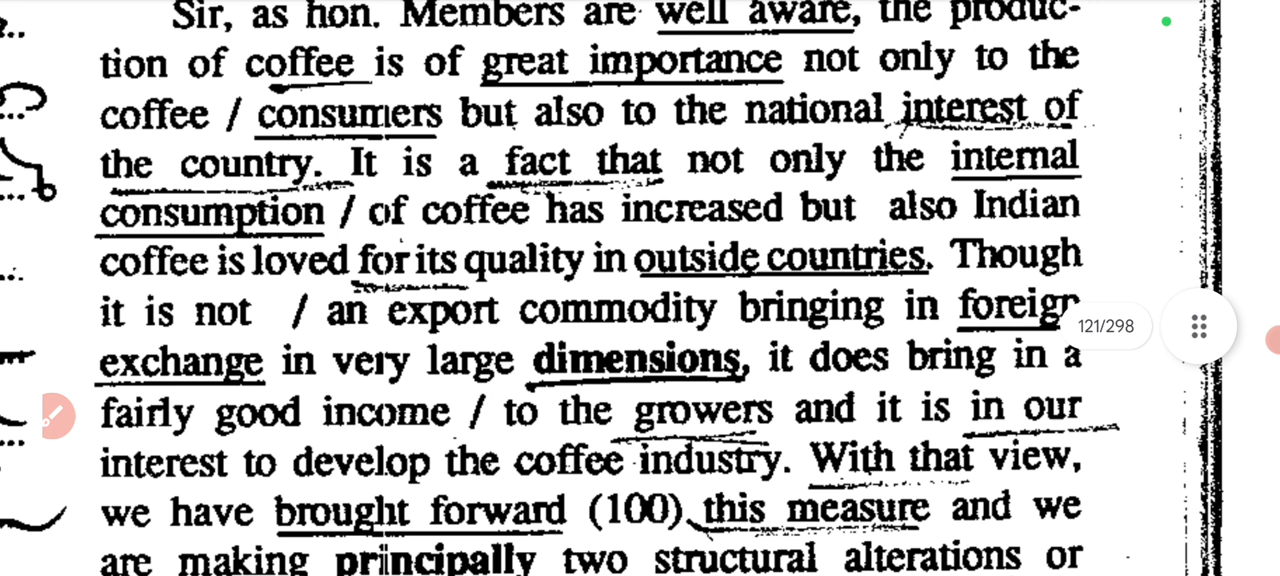 Sir, as hon. Members are well aware, the produc-
tion of coffee is of great importance not only to the
coffee / consumers but also to the national interest of
the country. It is a fact that not only the internal
consumption / of coffee has increased but also Indian
coffee is loved for its quality in outside countries. Though
it is not / an export commodity bringing in foreign
121/298
exchange in very large dimensions, it does bring in a
fairly good income / to the growers and it is in our
interest to develop the coffee industry. With that view,
we have brought forward (100) this measure and we
are making principally two structural alterations or